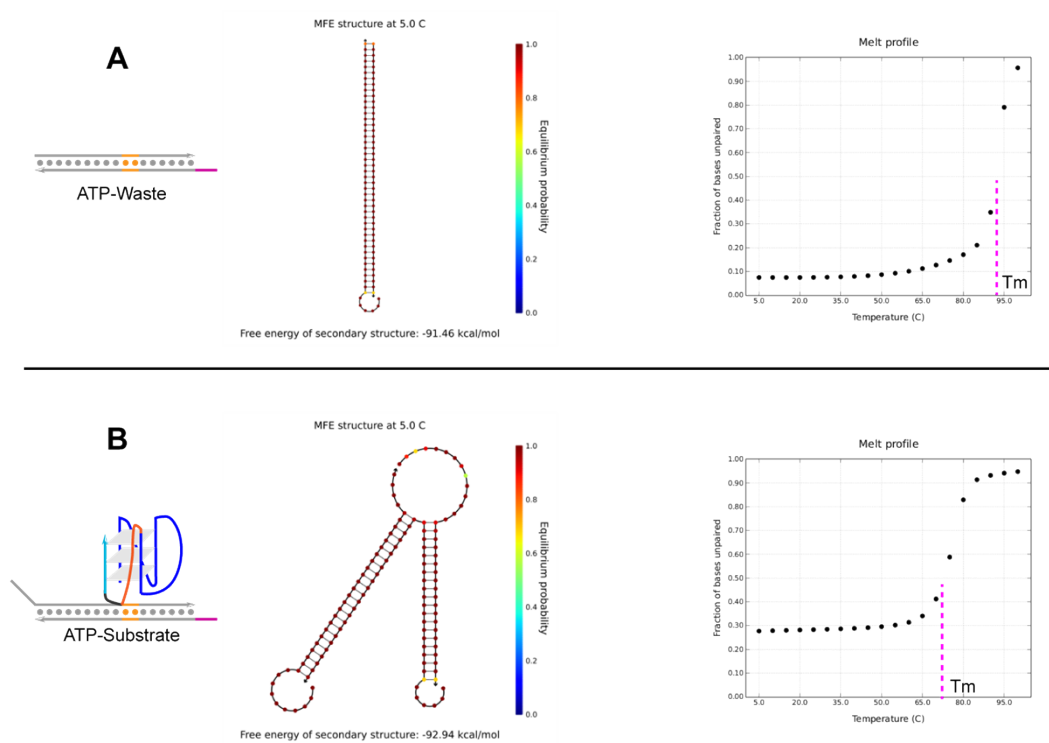 A
ATP-Waste
MFE structure at 5.0 C
1.0
0.8
0.6
0.4
0.2
0.0
Equilibrium probability
Free energy of secondary structure: -91.46 kcal/mol
Melt profile
1.00
0.90
0.80
0.70
0.60
0.50
0.40
0.30
0.20
0.10
0.00
Fraction of bases unpaired
Tm
5.0 20.0 35.0 50.0 65.0 80.0 95.0
Temperature (C)
B
ATP-Substrate
MFE structure at 5.0 C
1.0
0.8
0.6
0.4
0.2
0.0
Equilibrium probability
Free energy of secondary structure: -92.94 kcal/mol
Melt profile
1.00
0.90
0.80
0.70
0.60
0.50
0.40
0.30
0.20
0.10
0.00
Fraction of bases unpaired
Tm
5.0 20.0 35.0 50.0 65.0 80.0 95.0
Temperature (C)